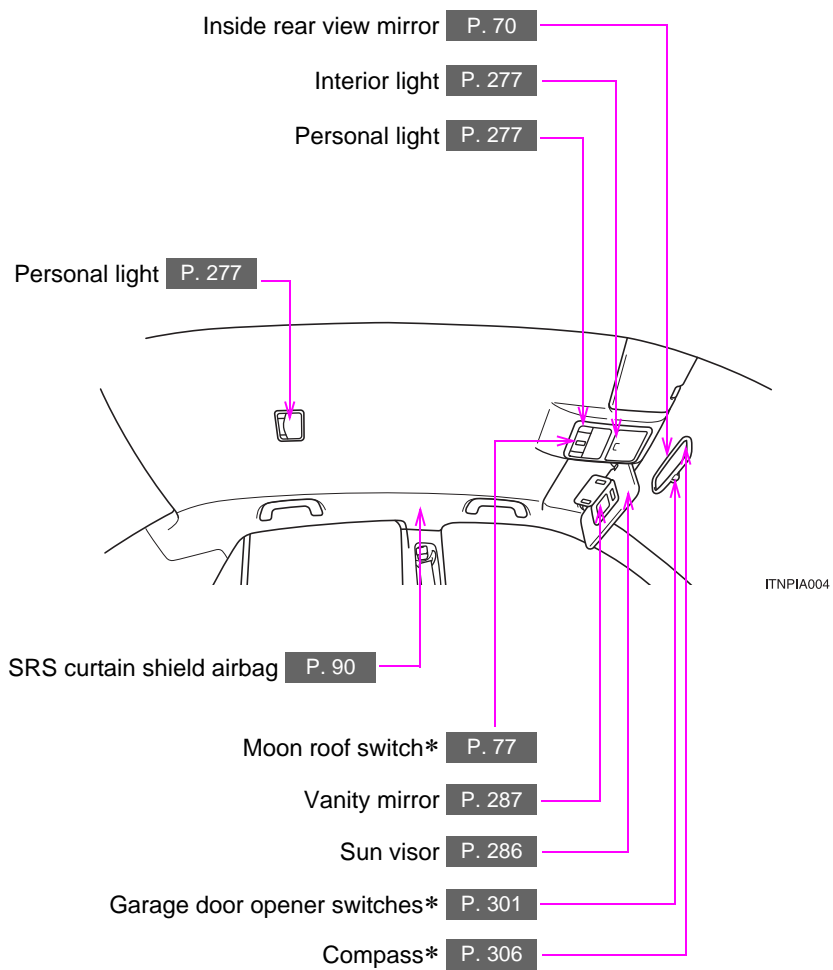 Inside rear view mirror P. 70
Interior light P. 277
Personal light P. 277
Personal light P. 277
ITNPIA004
SRS curtain shield airbag P. 90
Moon roof switch* P. 77
Vanity mirror P. 287
Sun visor P. 286
Garage door opener switches* P. 301
Compass* P. 306